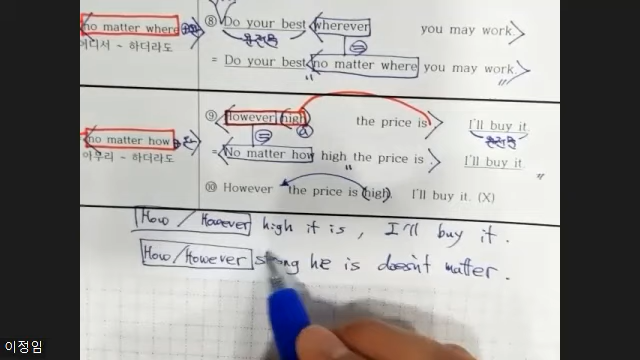 no matter where
어디서 ~ 하더라도
⑧ Do your best wherever you may work.
= Do your best no matter where you may work.
no matter how
아무리 ~ 하더라도
⑨ However high the price is. I'll buy it.
= No matter how high the price is. I'll buy it.
⑩ However the price is high. I'll buy it. (X)
How / However high it is, I'll buy it.
How/However strong he is doesn't matter.
이정임